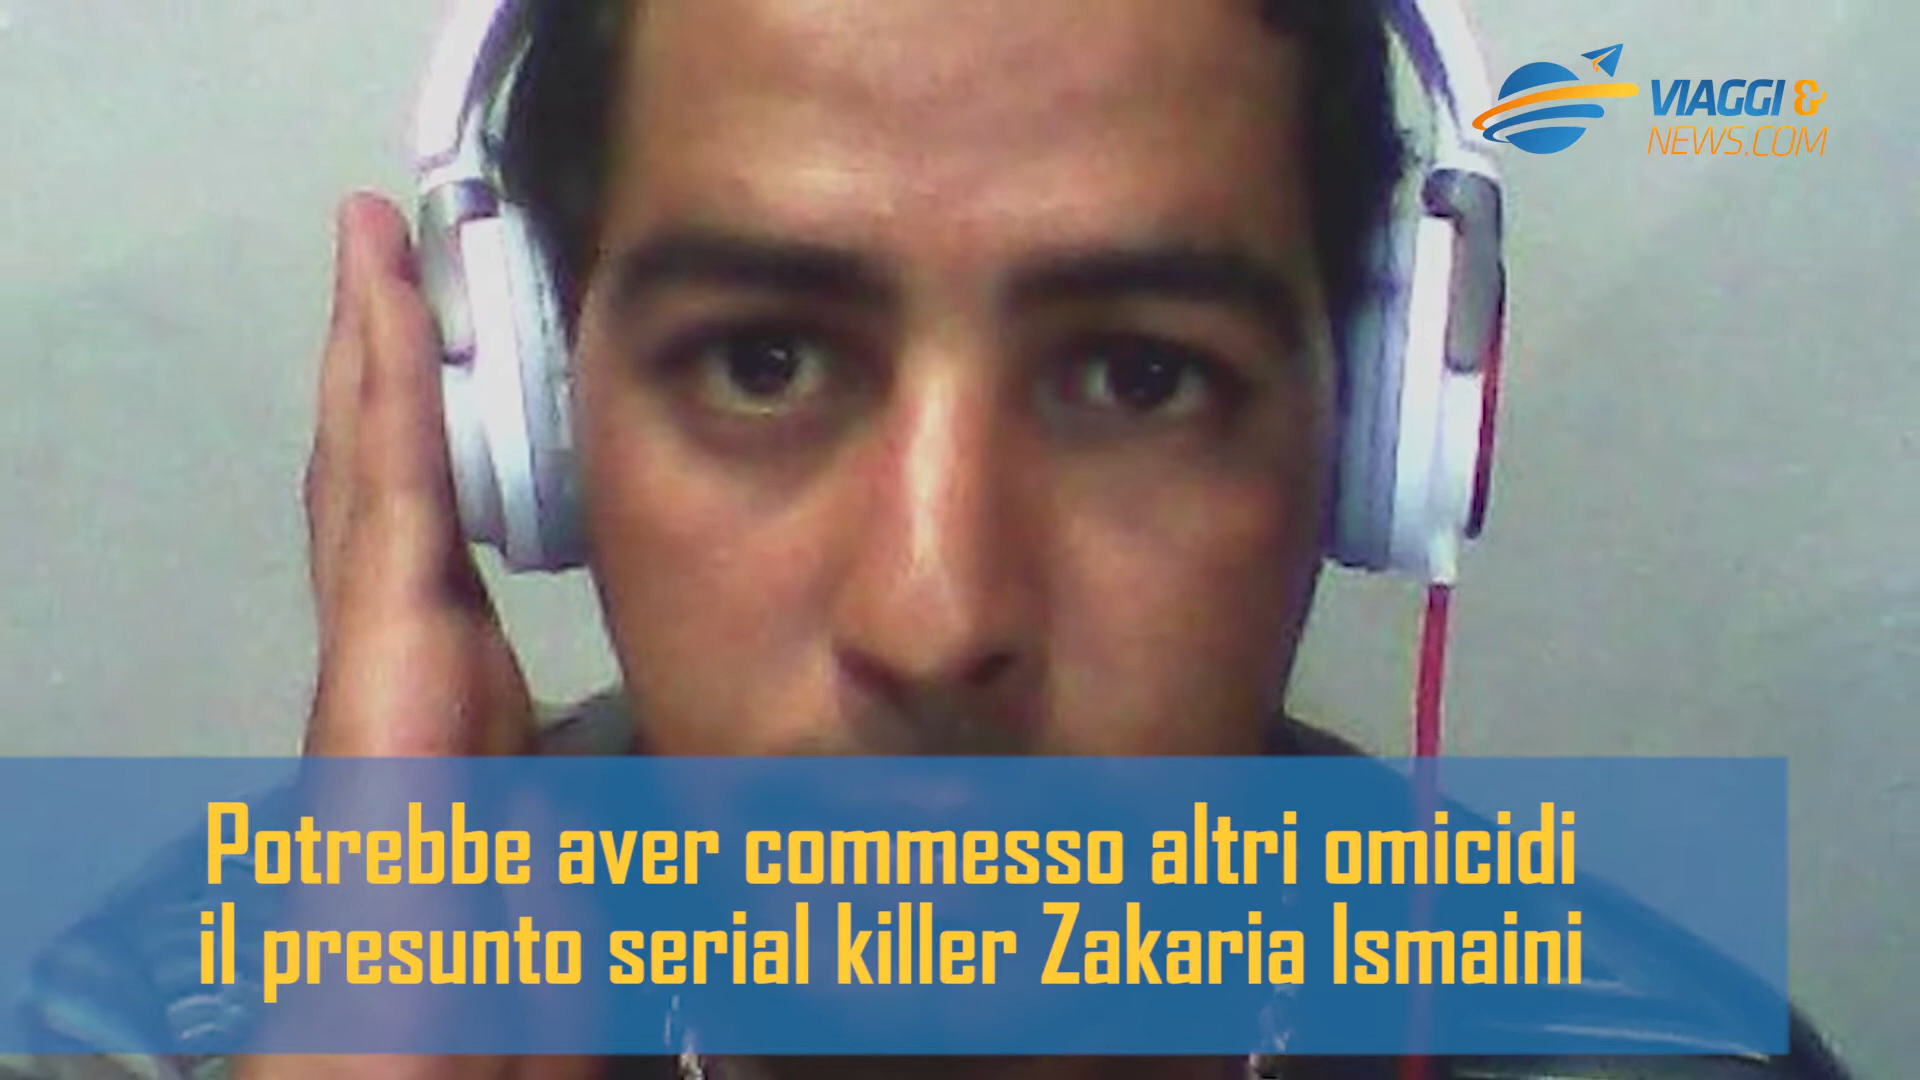 VIAGGI &
NEWS.COM
Potrebbe aver commesso altri omicidi
il presunto serial killer Zakaria Ismaini